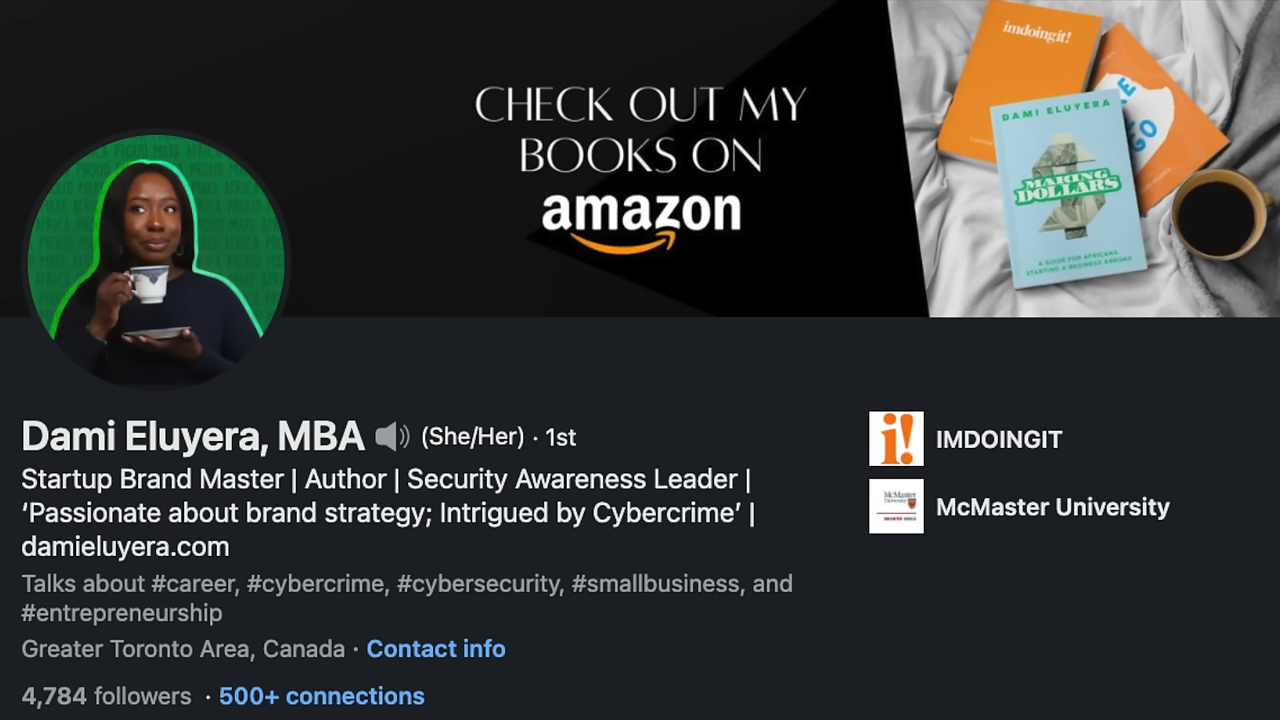 CHECK OUT MY
BOOKS ON
amazon
imdoingit!
DAMI ELUYERA
MAKING
DOLLARS
A GUIDE FOR AFRICANS
STARTING A BUSINESS ABROAD
GO
Dami Eluyera, MBA (She/Her) · 1st
Startup Brand Master | Author | Security Awareness Leader |
‘Passionate about brand strategy; Intrigued by Cybercrime’ |
damieluyera.com
Talks about #career, #cybercrime, #cybersecurity, #smallbusiness, and
#entrepreneurship
Greater Toronto Area, Canada · Contact info
4,784 followers · 500+ connections
i!
IMDOINGIT
McMaster
University
McMaster University